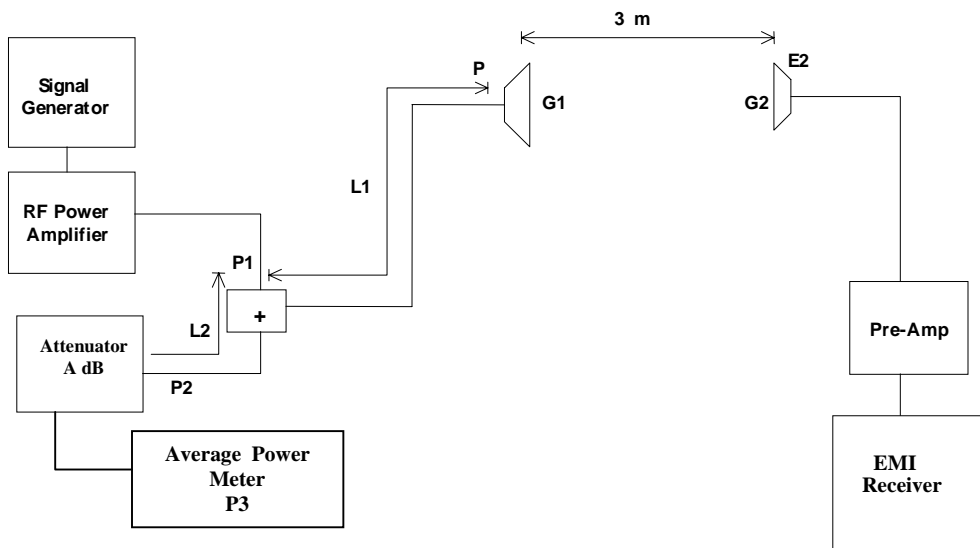 3 m
P
E2
Signal
Generator
G1
G2
L1
RF Power
Amplifier
P1
+
L2
Pre-Amp
Attenuator
A dB
P2
Average Power
Meter
P3
EMI
Receiver